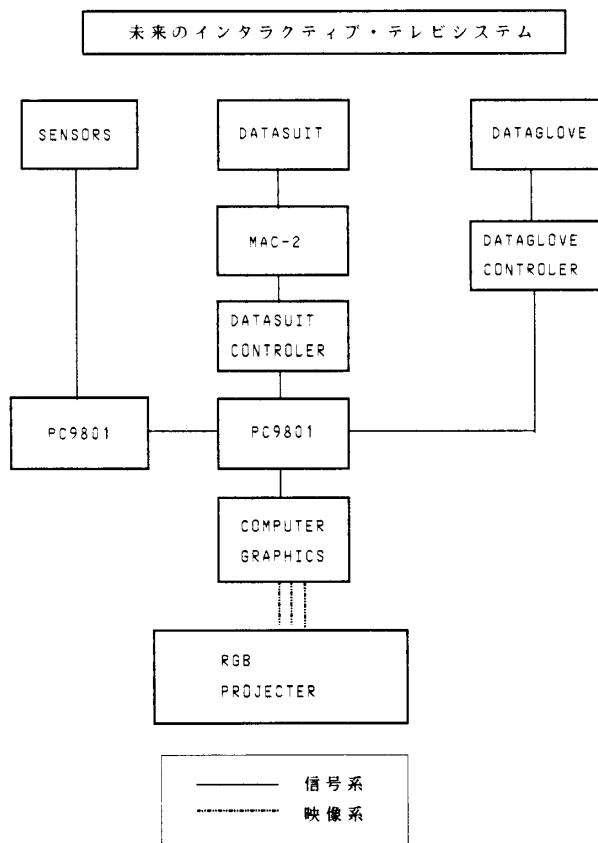 未来のインタラクティブ・テレビシステム
SENSORS
DATASUIT
DATAGLOVE
MAC-2
DATAGLOVE
CONTROLER
DATASUIT
CONTROLER
PC9801
PC9801
COMPUTER
GRAPHICS
RGB
PROJECTER
信号系
映像系